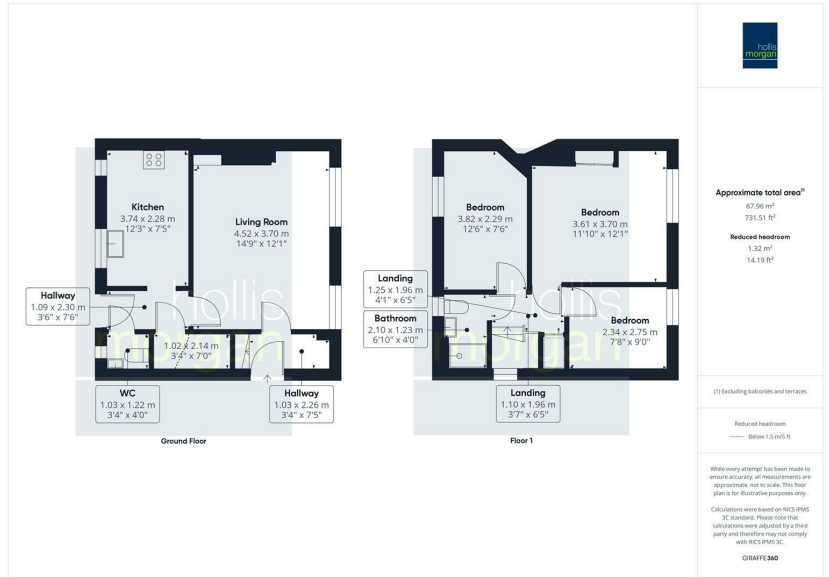 Kitchen
3.74 x 2.28 m
12'3" x 7'5"
Living Room
4.52 x 3.70 m
14'9" x 12'1"
Hallway
1.09 x 2.30 m
3'6" x 7'6"
1.02 x 2.14 m
3'4" x 7'0"
WC
1.03 x 1.22 m
3'4" x 4'0"
Hallway
1.03 x 2.26 m
3'4" x 7'5"
Ground Floor
hollis
morgan
Bedroom
3.82 x 2.29 m
12'6" x 7'6"
Bedroom
3.61 x 3.70 m
11'10" x 12'1"
Landing
1.25 x 1.96 m
4'1" x 6'5"
Bathroom
2.10 x 1.23 m
6'10" x 4'0"
Bedroom
2.34 x 2.75 m
7'8" x 9'0"
Landing
1.10 x 1.96 m
3'7" x 6'5"
Floor 1
hollis
morgan
hollis
morgan
Approximate total area(1)
67.96 m²
731.51 ft²
Reduced headroom
1.32 m²
14.19 ft²
(1) Excluding balconies and terraces
Reduced headroom
------- Below 1.5 m/5 ft
While every attempt has been made to
ensure accuracy, all measurements are
approximate, not to scale. This floor
plan is for illustrative purposes only.
Calculations were based on RICS IPMS
3C standard. Please note that
calculations were adjusted by a third
party and therefore may not comply
with RICS IPMS 3C.
GIRAFFE360